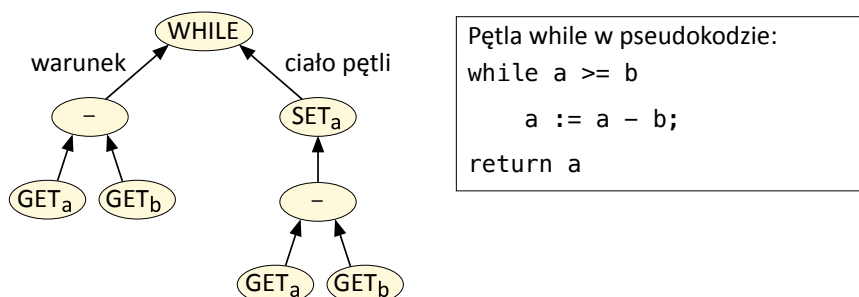 WHILE
warunek
ciało pętli
–
SETa
GETa
GETb
–
GETa
GETb
Pętla while w pseudokodzie:
while a >= b
a := a – b;
return a